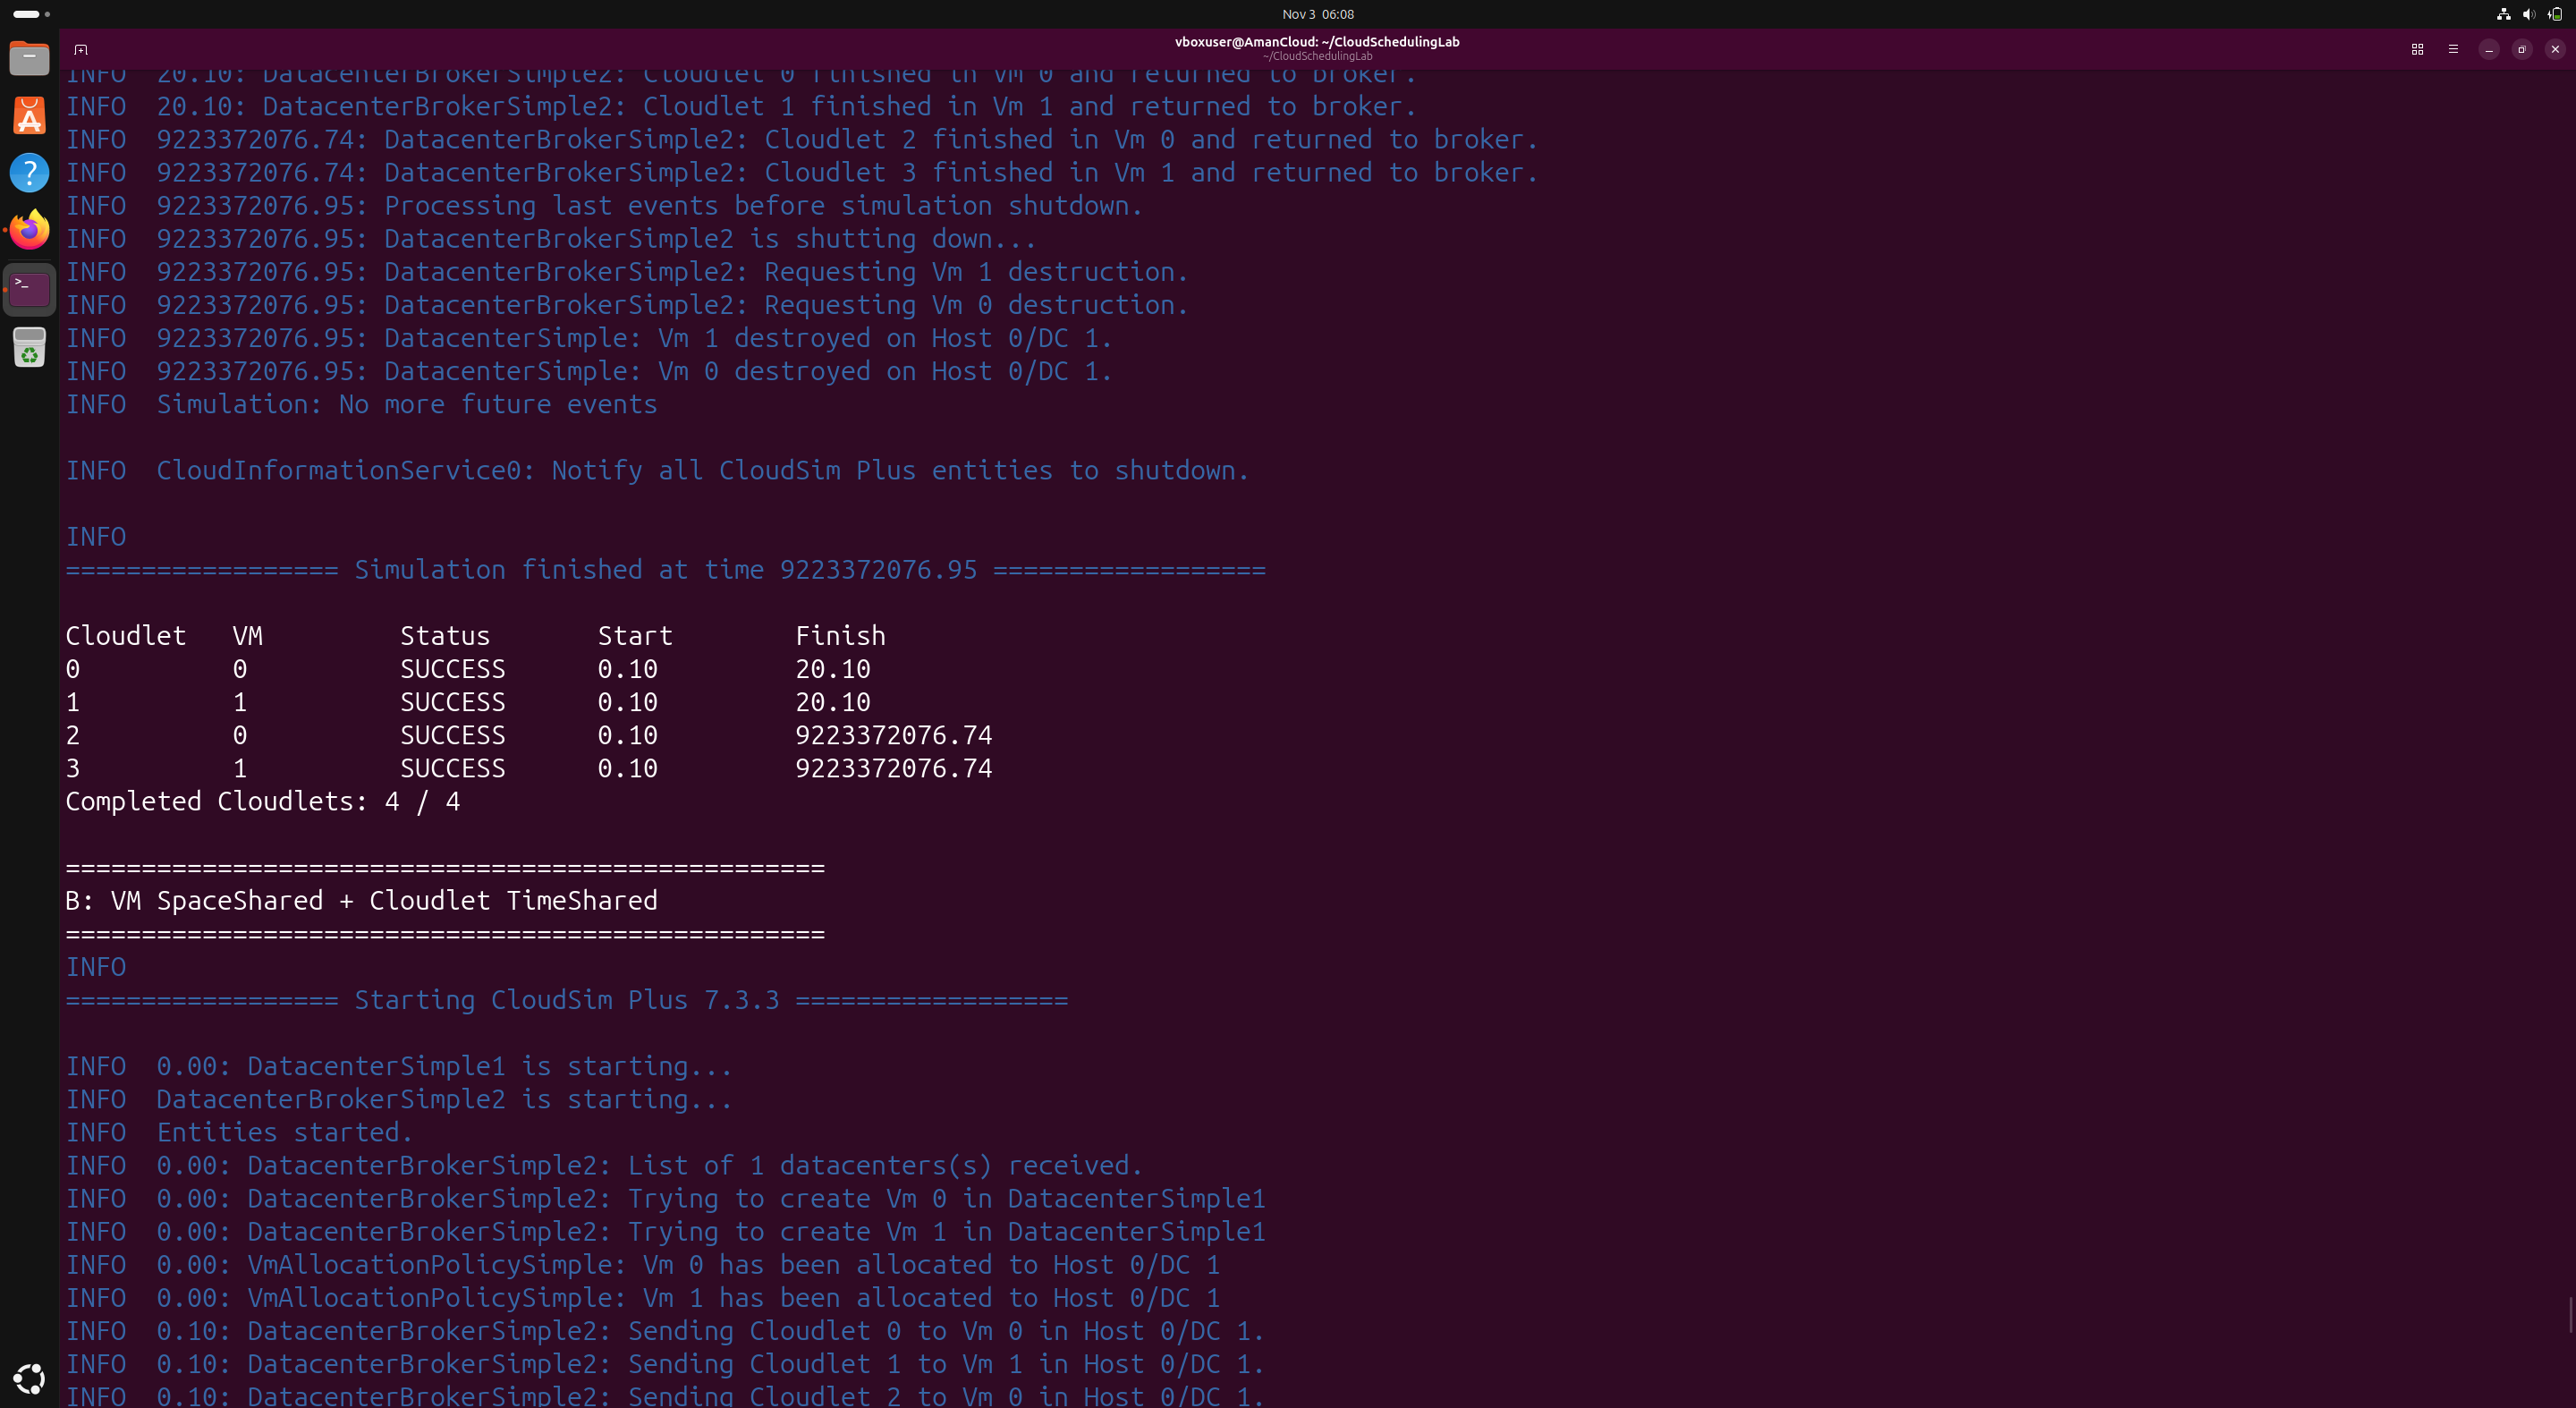 Nov 3 06:08
vboxuser@AmanCloud: ~/CloudSchedulingLab
~/CloudSchedulingLab
INFO  20.10: DatacenterBrokerSimple2: Cloudlet 0 finished in Vm 0 and returned to broker.
INFO  20.10: DatacenterBrokerSimple2: Cloudlet 1 finished in Vm 1 and returned to broker.
INFO  9223372076.74: DatacenterBrokerSimple2: Cloudlet 2 finished in Vm 0 and returned to broker.
INFO  9223372076.74: DatacenterBrokerSimple2: Cloudlet 3 finished in Vm 1 and returned to broker.
INFO  9223372076.95: Processing last events before simulation shutdown.
INFO  9223372076.95: DatacenterBrokerSimple2 is shutting down...
INFO  9223372076.95: DatacenterBrokerSimple2: Requesting Vm 1 destruction.
INFO  9223372076.95: DatacenterBrokerSimple2: Requesting Vm 0 destruction.
INFO  9223372076.95: DatacenterSimple: Vm 1 destroyed on Host 0/DC 1.
INFO  9223372076.95: DatacenterSimple: Vm 0 destroyed on Host 0/DC 1.
INFO  Simulation: No more future events
INFO  CloudInformationService0: Notify all CloudSim Plus entities to shutdown.
INFO
================== Simulation finished at time 9223372076.95 ==================
Cloudlet   VM         Status       Start        Finish
0          0          SUCCESS      0.10         20.10
1          1          SUCCESS      0.10         20.10
2          0          SUCCESS      0.10         9223372076.74
3          1          SUCCESS      0.10         9223372076.74
Completed Cloudlets: 4 / 4
==================================================
B: VM SpaceShared + Cloudlet TimeShared
==================================================
INFO
================== Starting CloudSim Plus 7.3.3 ==================
INFO  0.00: DatacenterSimple1 is starting...
INFO  DatacenterBrokerSimple2 is starting...
INFO  Entities started.
INFO  0.00: DatacenterBrokerSimple2: List of 1 datacenters(s) received.
INFO  0.00: DatacenterBrokerSimple2: Trying to create Vm 0 in DatacenterSimple1
INFO  0.00: DatacenterBrokerSimple2: Trying to create Vm 1 in DatacenterSimple1
INFO  0.00: VmAllocationPolicySimple: Vm 0 has been allocated to Host 0/DC 1
INFO  0.00: VmAllocationPolicySimple: Vm 1 has been allocated to Host 0/DC 1
INFO  0.10: DatacenterBrokerSimple2: Sending Cloudlet 0 to Vm 0 in Host 0/DC 1.
INFO  0.10: DatacenterBrokerSimple2: Sending Cloudlet 1 to Vm 1 in Host 0/DC 1.
INFO  0.10: DatacenterBrokerSimple2: Sending Cloudlet 2 to Vm 0 in Host 0/DC 1.